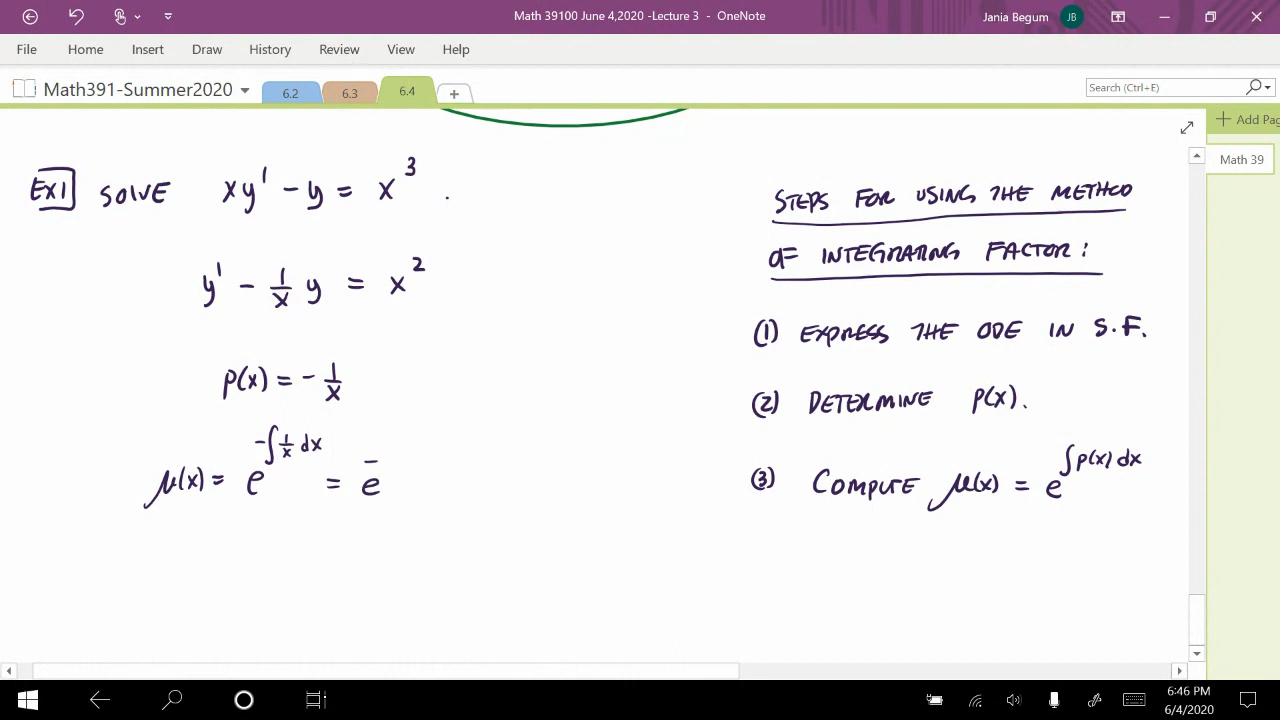 Math 39100 June 4,2020 -Lecture 3 - OneNote
Jania Begum JB
File Home Insert Draw History Review View Help
Math391-Summer2020 6.2 6.3 6.4 +
Search (Ctrl+E)
+ Add Pag
Math 39
EX1 SOLVE xy' - y = x^3 .
y' - 1/x y = x^2
p(x) = - 1/x
μ(x) = e^{-∫ 1/x dx} = e^-
STEPS FOR USING THE METHOD
OF INTEGRATING FACTOR:
(1) EXPRESS THE ODE IN S.F.
(2) DETERMINE p(x).
(3) COMPUTE μ(x) = e^{∫p(x) dx}
6:46 PM
6/4/2020